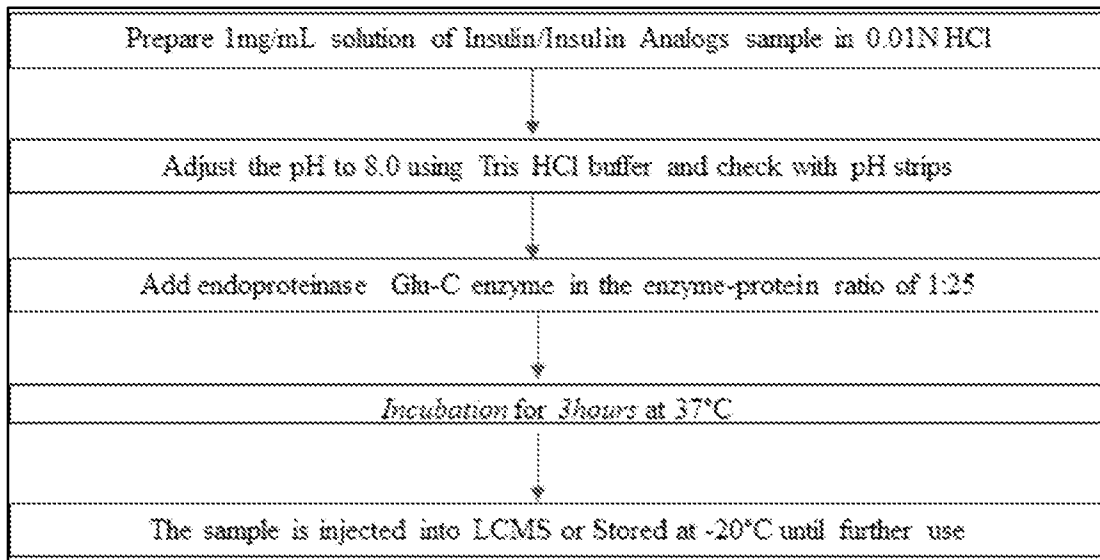 Prepare 1mg/mL solution of Insulin/Insulin Analogs sample in 0.01N HCl
Adjust the pH to 8.0 using Tris HCl buffer and check with pH strips
Add endoproteinase Glu-C enzyme in the enzyme-protein ratio of 1:25
Incubation for 3hours at 37°C
The sample is injected into LCMS or Stored at -20°C until further use